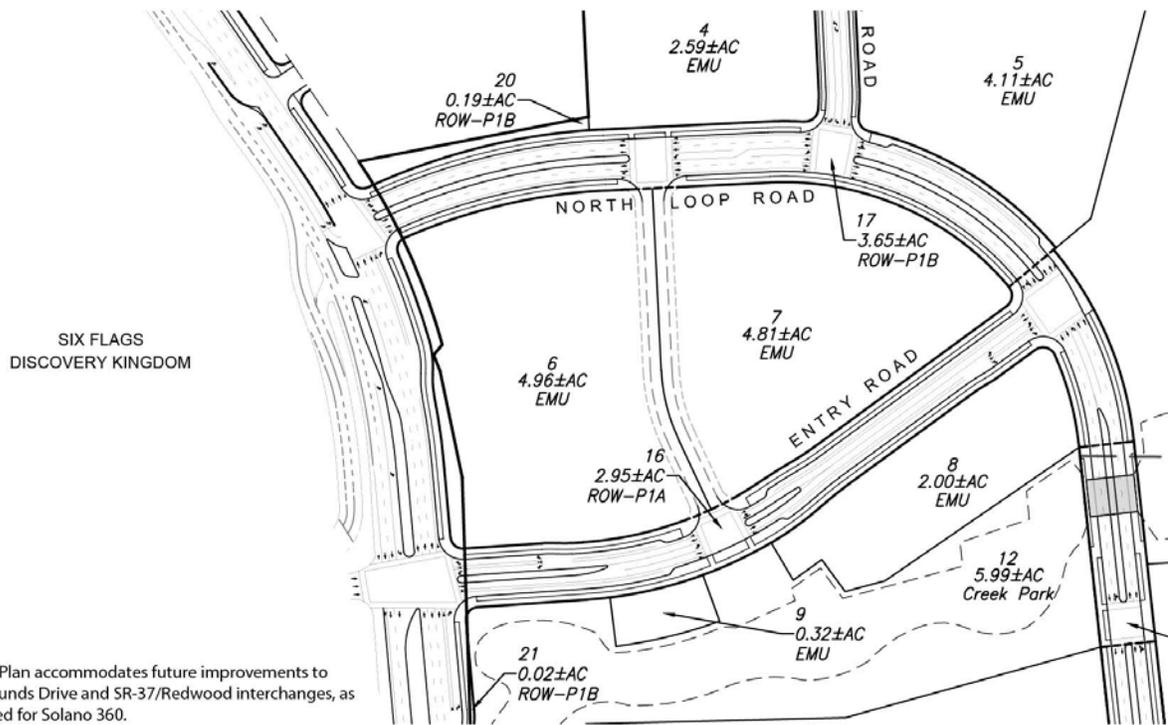 4
2.59±AC
EMU
ROAD
5
4.11±AC
EMU
20
0.19±AC
ROW-P1B
NORTH LOOP ROAD
17
3.65±AC
ROW-P1B
SIX FLAGS
DISCOVERY KINGDOM
7
4.81±AC
EMU
6
4.96±AC
EMU
ENTRY ROAD
16
2.95±AC
ROW-P1A
8
2.00±AC
EMU
12
5.99±AC
Creek Park
9
0.32±AC
EMU
21
0.02±AC
ROW-P1B
Plan accommodates future improvements to
unds Drive and SR-37/Redwood interchanges, as
ed for Solano 360.